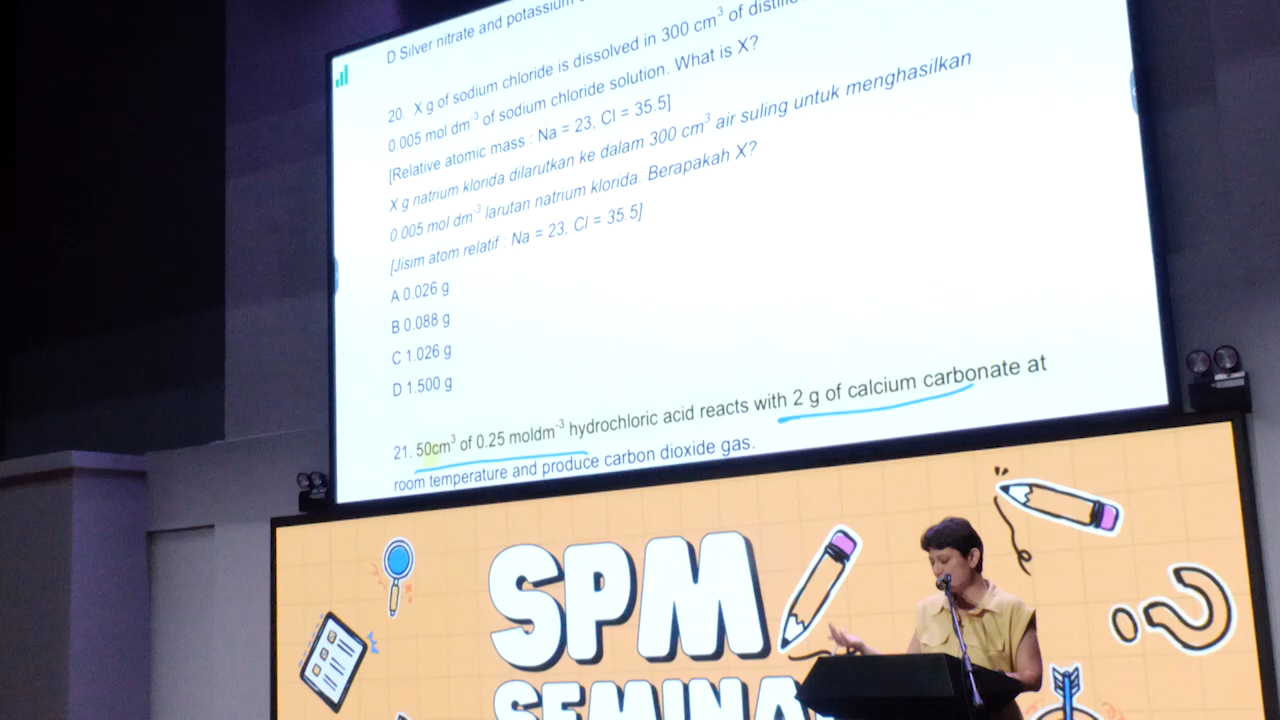 D Silver nitrate and potassium
20. X g of sodium chloride is dissolved in 300 cm³ of
0.005 mol dm⁻³ of sodium chloride solution. What is X?
[Relative atomic mass : Na = 23, Cl = 35.5]
X g natrium klorida dilarutkan ke dalam 300 cm³ air suling untuk menghasilkan
0.005 mol dm⁻³ larutan natrium klorida. Berapakah X?
[Jisim atom relatif : Na = 23, Cl = 35.5]
A 0.026 g
B 0.088 g
C 1.026 g
D 1.500 g
21. 50cm³ of 0.25 moldm⁻³ hydrochloric acid reacts with 2 g of calcium carbonate at
room temperature and produce carbon dioxide gas.
SPM
SEMINA